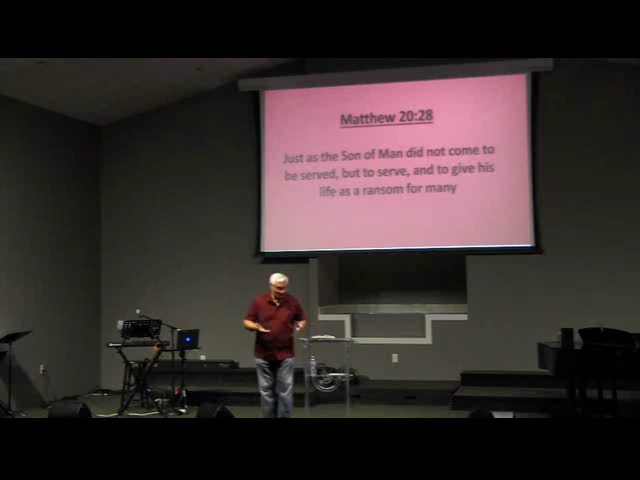 Matthew 20:28
Just as the Son of Man did not come to
be served, but to serve, and to give his
life as a ransom for many